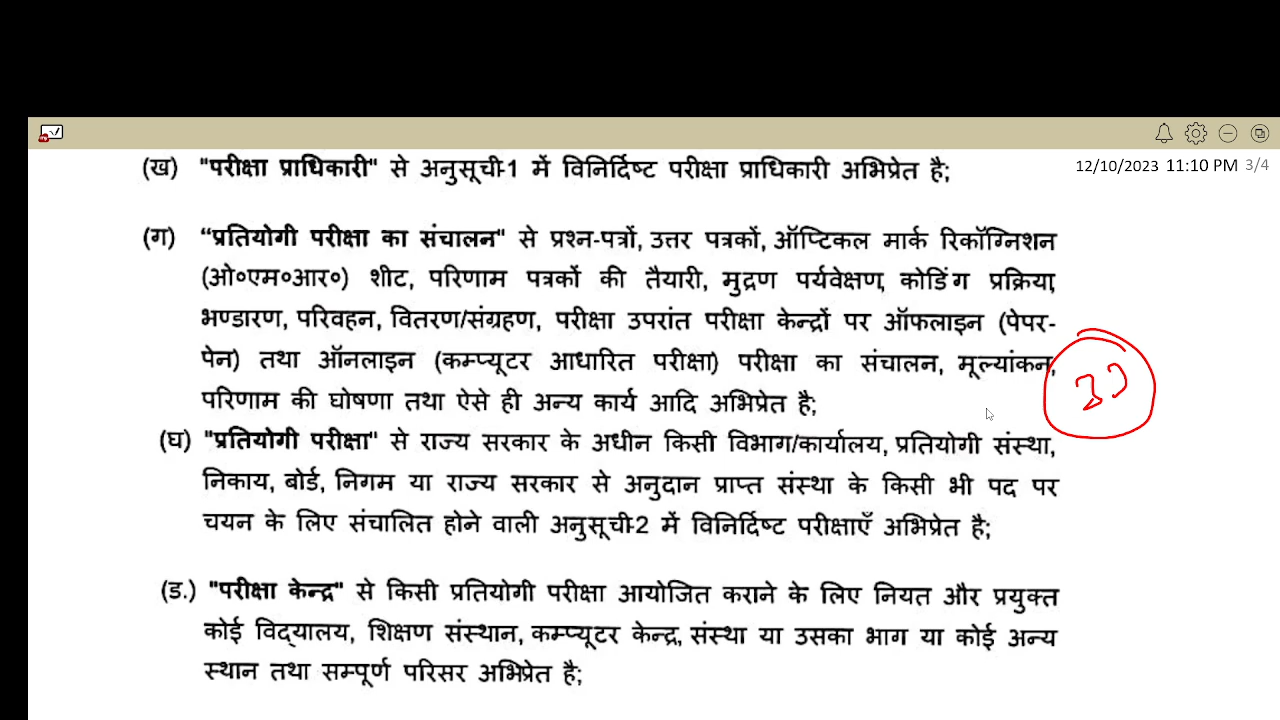 12/10/2023 11:10 PM 3/4
(ख) "परीक्षा प्राधिकारी" से अनुसूची-1 में विनिर्दिष्ट परीक्षा प्राधिकारी अभिप्रेत है;
(ग) “प्रतियोगी परीक्षा का संचालन" से प्रश्न-पत्रों, उत्तर पत्रकों, ऑप्टिकल मार्क रिकॉग्निशन
(ओ०एम०आर०) शीट, परिणाम पत्रकों की तैयारी, मुद्रण पर्यवेक्षण, कोडिंग प्रक्रिया,
भण्डारण, परिवहन, वितरण/संग्रहण, परीक्षा उपरांत परीक्षा केन्द्रों पर ऑफलाइन (पेपर-
पेन) तथा ऑनलाइन (कम्प्यूटर आधारित परीक्षा) परीक्षा का संचालन, मूल्यांकन,
परिणाम की घोषणा तथा ऐसे ही अन्य कार्य आदि अभिप्रेत है;
(घ) "प्रतियोगी परीक्षा" से राज्य सरकार के अधीन किसी विभाग/कार्यालय, प्रतियोगी संस्था,
निकाय, बोर्ड, निगम या राज्य सरकार से अनुदान प्राप्त संस्था के किसी भी पद पर
चयन के लिए संचालित होने वाली अनुसूची-2 में विनिर्दिष्ट परीक्षाएँ अभिप्रेत है;
(ड.) "परीक्षा केन्द्र" से किसी प्रतियोगी परीक्षा आयोजित कराने के लिए नियत और प्रयुक्त
कोई विद्यालय, शिक्षण संस्थान, कम्प्यूटर केन्द्र, संस्था या उसका भाग या कोई अन्य
स्थान तथा सम्पूर्ण परिसर अभिप्रेत है;